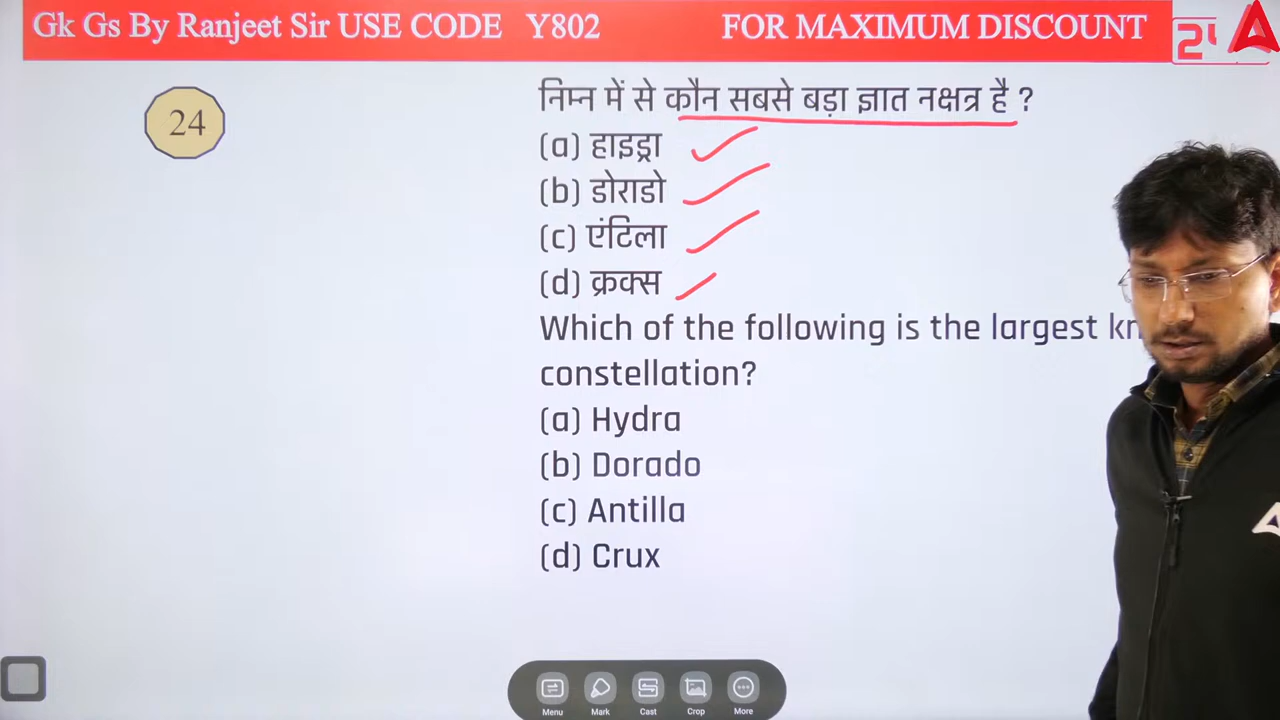 Gk Gs By Ranjeet Sir USE CODE Y802 FOR MAXIMUM DISCOUNT
24
निम्न में से कौन सबसे बड़ा ज्ञात नक्षत्र है ?
(a) हाइड्रा
(b) डोराडो
(c) एंटिला
(d) क्रक्स
Which of the following is the largest
constellation?
(a) Hydra
(b) Dorado
(c) Antilla
(d) Crux
Menu Mark Cast Crop More